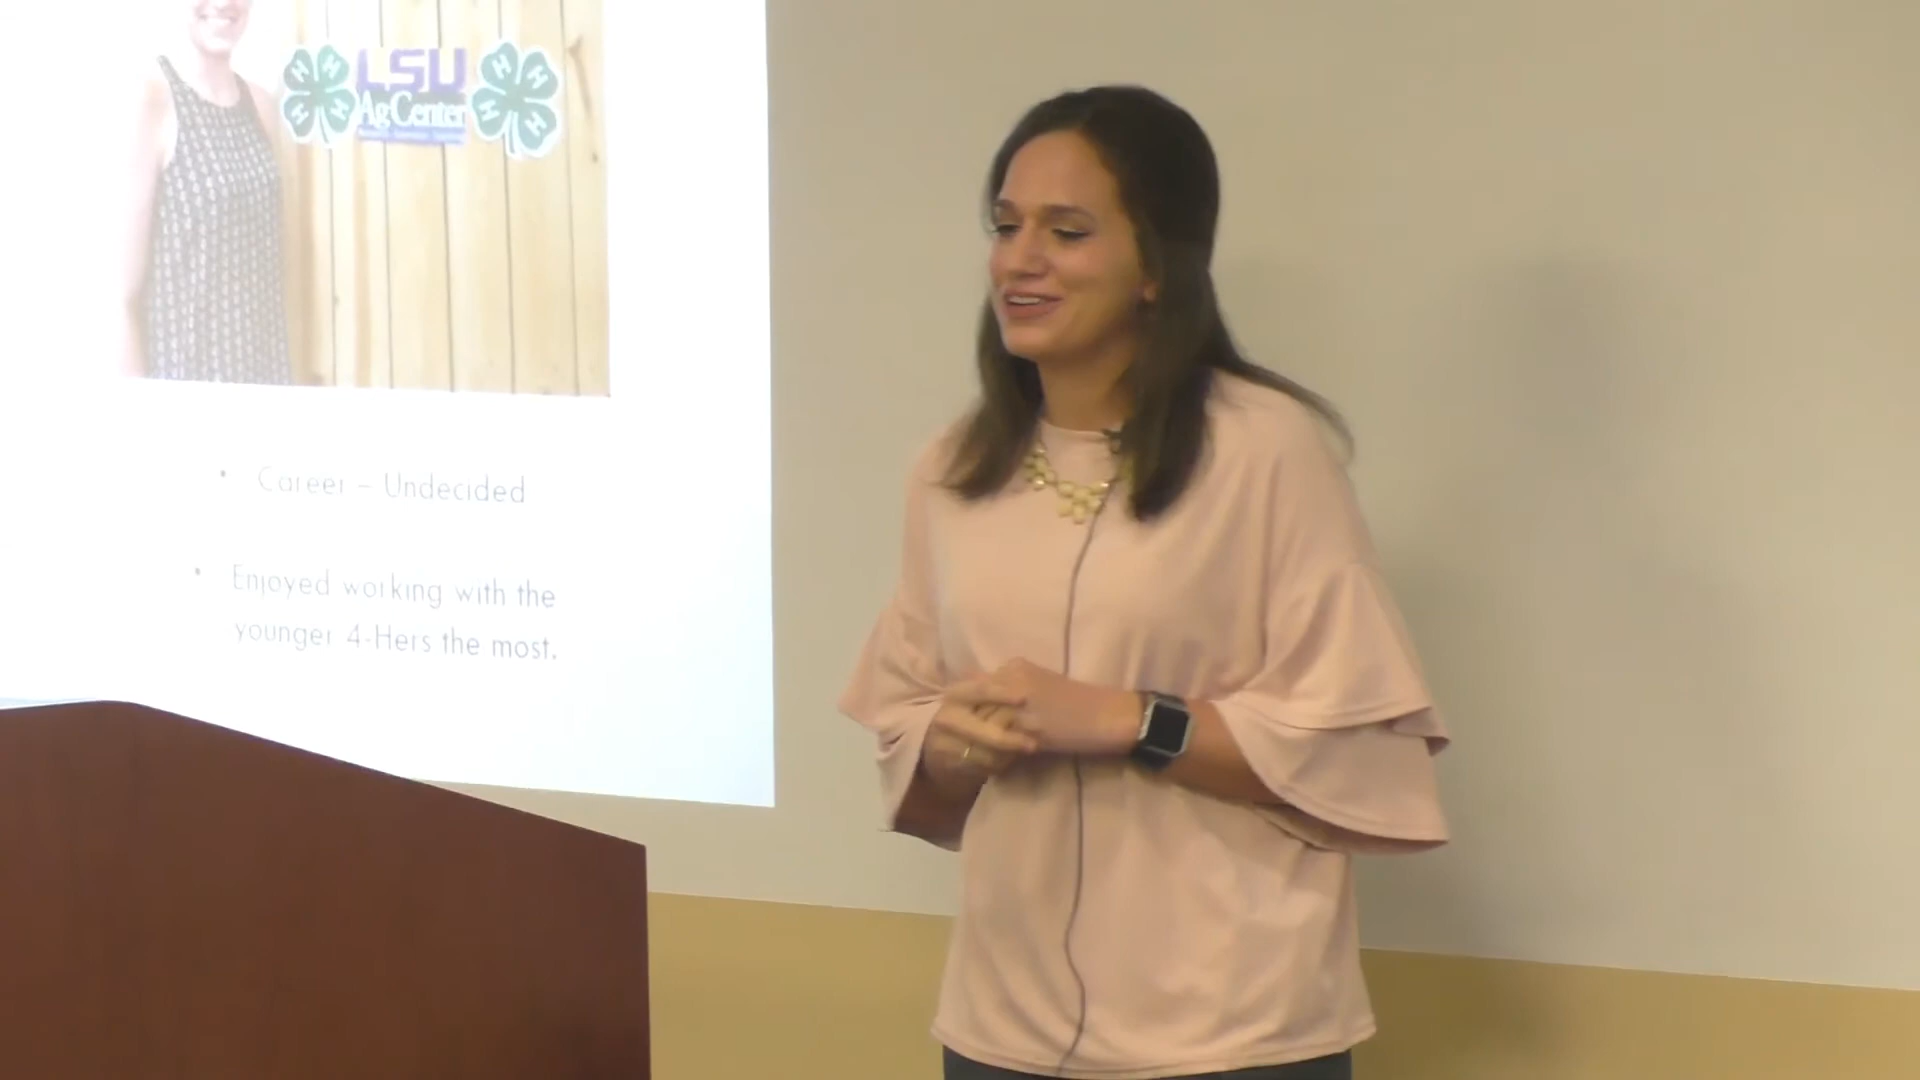 LSU
AgCenter
H H H H
H H H H
• Career – Undecided
• Enjoyed working with the
younger 4-Hers the most.